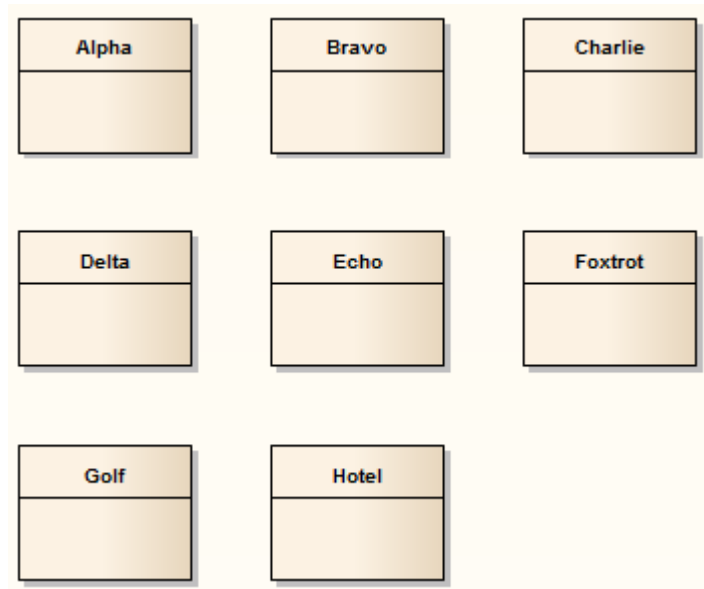 Alpha
Bravo
Charlie
Delta
Echo
Foxtrot
Golf
Hotel